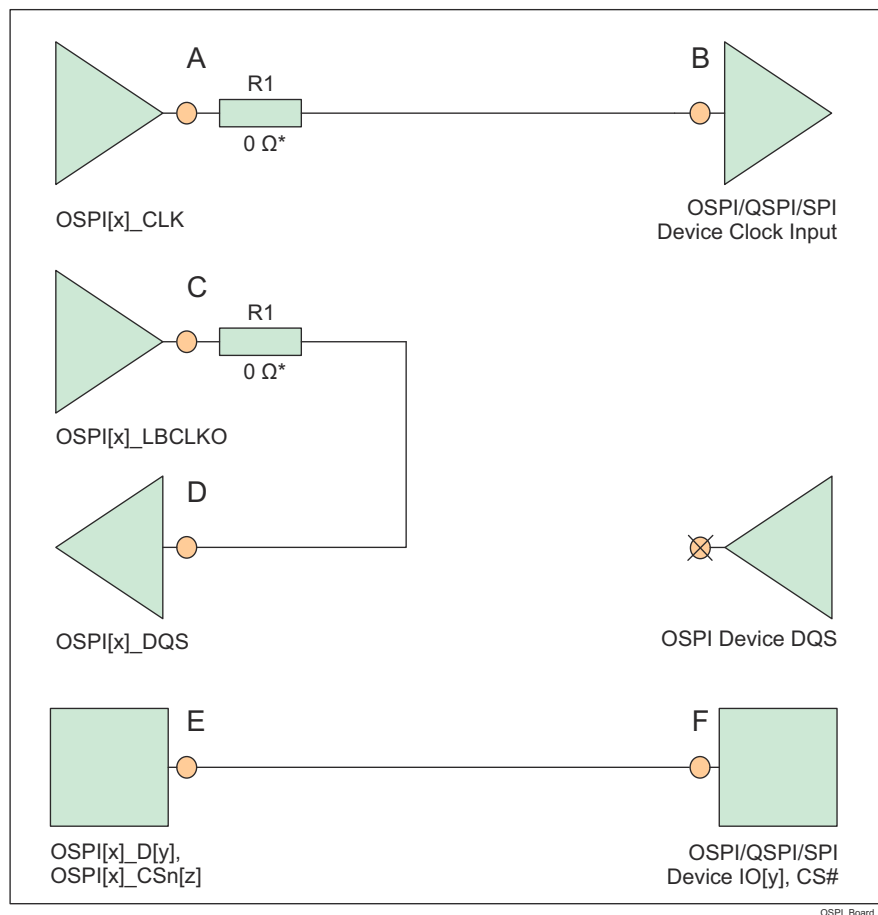 A
R1
0 Ω*
OSPI[x]_CLK
B
OSPI/QSPI/SPI
Device Clock Input
C
R1
0 Ω*
OSPI[x]_LBCLKO
D
OSPI[x]_DQS
OSPI Device DQS
E
OSPI[x]_D[y],
OSPI[x]_CSn[z]
F
OSPI/QSPI/SPI
Device IO[y], CS#
OSPI_Board